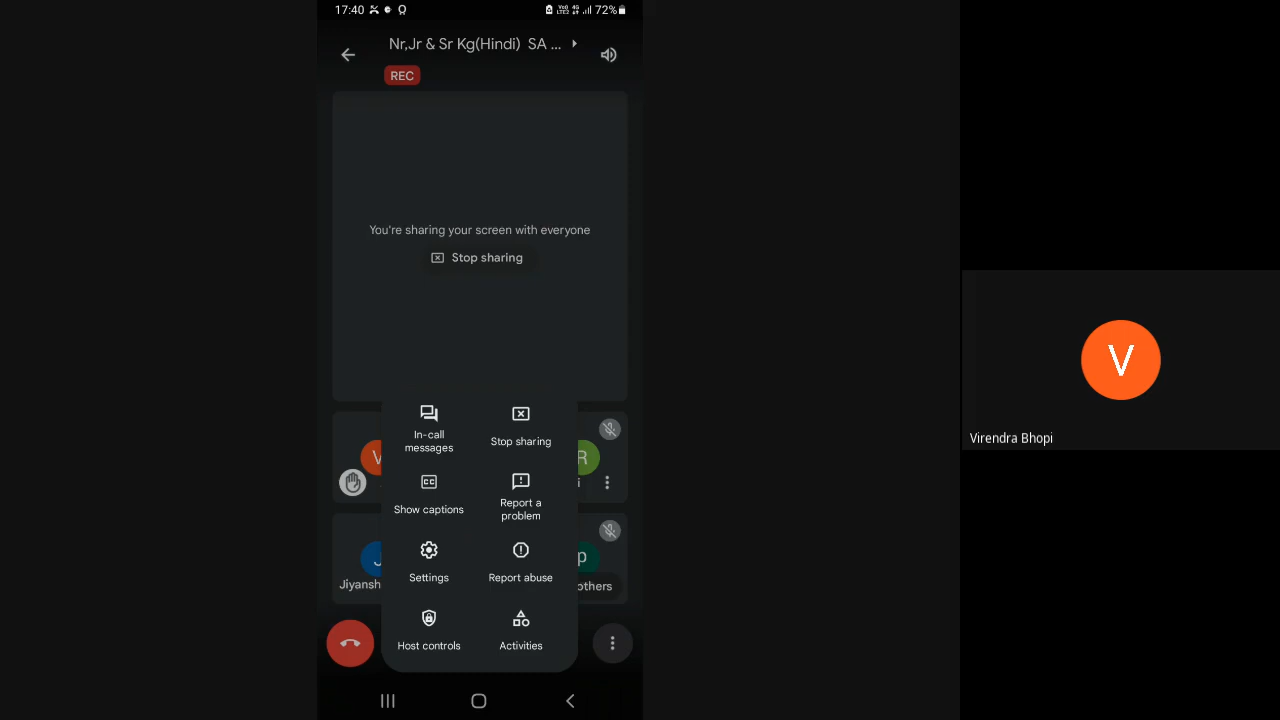 17:40
72%
Nr,Jr & Sr Kg(Hindi) SA ...
REC
You're sharing your screen with everyone
Stop sharing
In-call
messages
Stop sharing
V
R
Show captions
Report a
problem
J
p
Jiyansh
others
Settings
Report abuse
Host controls
Activities
V
Virendra Bhopi